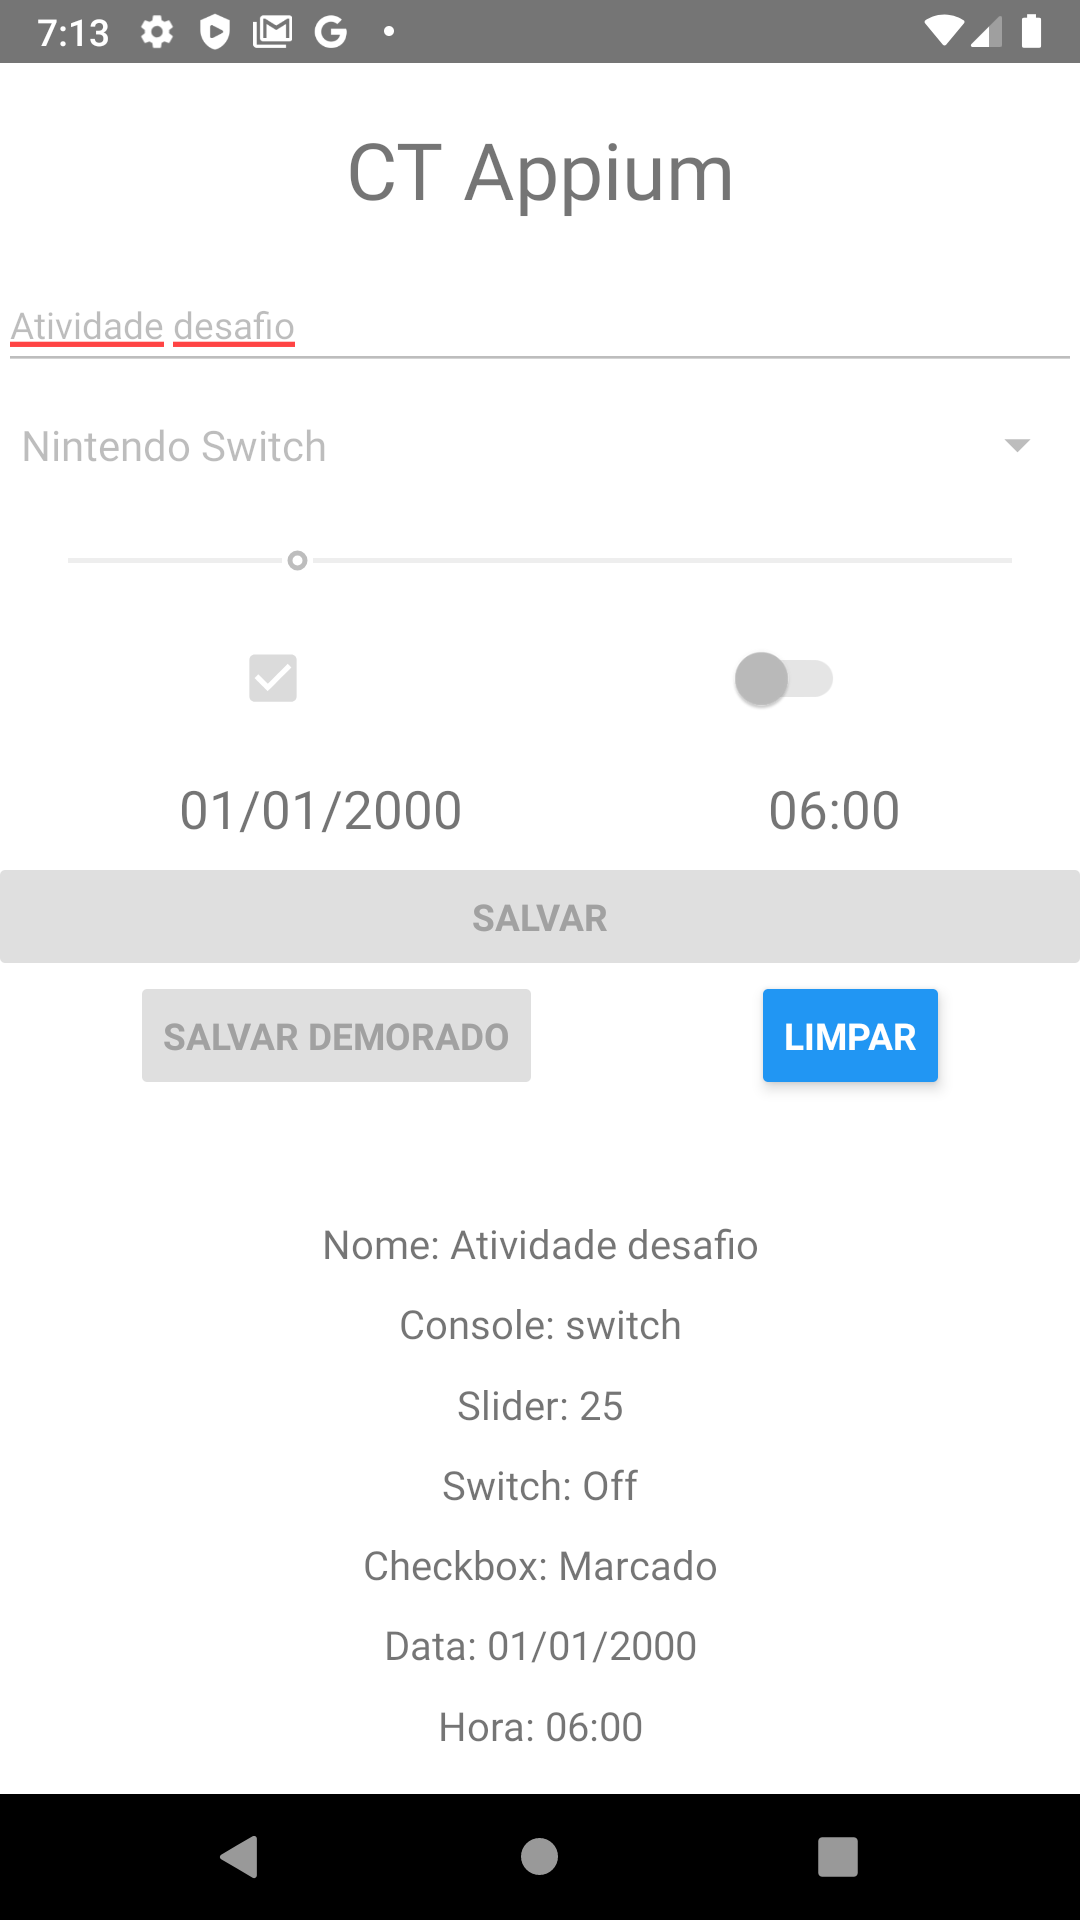 7:13
CT Appium
Atividade desafio
Nintendo Switch
01/01/2000 06:00
SALVAR
SALVAR DEMORADO LIMPAR
Nome: Atividade desafio
Console: switch
Slider: 25
Switch: Off
Checkbox: Marcado
Data: 01/01/2000
Hora: 06:00